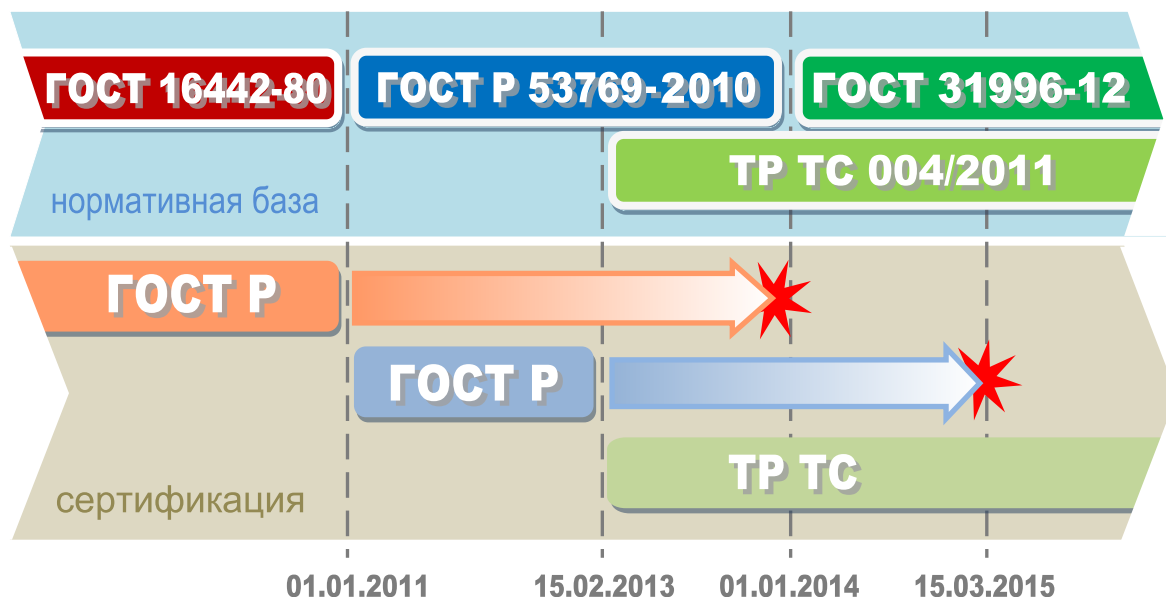 ГОСТ 16442-80
ГОСТ Р 53769-2010
ГОСТ 31996-12
ТР ТС 004/2011
нормативная база
ГОСТ Р
ГОСТ Р
ТР ТС
сертификация
01.01.2011
15.02.2013
01.01.2014
15.03.2015